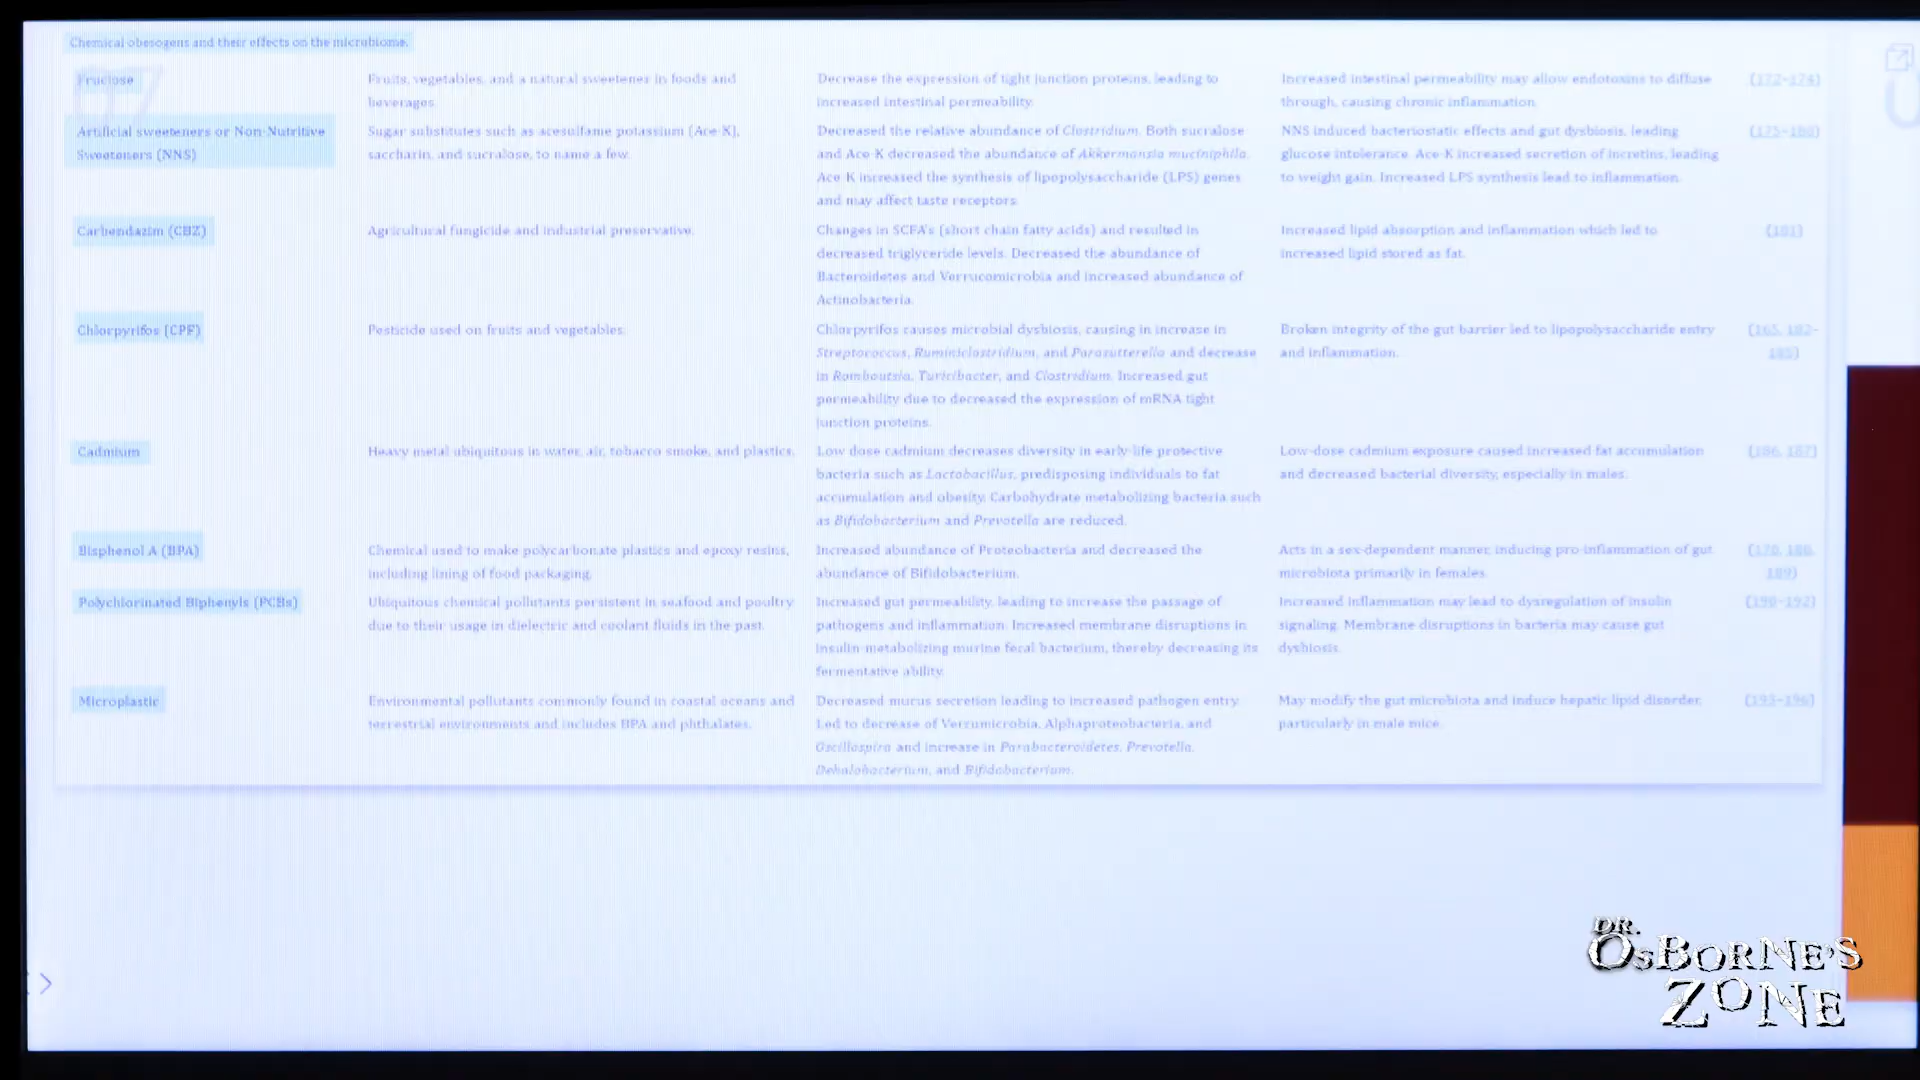 Chemical obesogens and their effects on the microbiome.
Fructose
Fruits, vegetables, and a natural sweetener in foods and
beverages.
Decrease the expression of tight junction proteins, leading to
increased intestinal permeability.
Increased intestinal permeability may allow endotoxins to diffuse
through, causing chronic inflammation.
(172–174)
Artificial sweeteners or Non-Nutritive
Sweeteners (NNS)
Sugar substitutes such as acesulfame potassium (Ace-K),
saccharin, and sucralose, to name a few.
Decreased the relative abundance of Clostridium. Both sucralose
and Ace-K decreased the abundance of Akkermansia muciniphila.
Ace-K increased the synthesis of lipopolysaccharide (LPS) genes
and may affect taste receptors
NNS induced bacteriostatic effects and gut dysbiosis, leading
glucose intolerance. Ace-K increased secretion of incretins, leading
to weight gain. Increased LPS synthesis lead to inflammation.
(175–180)
Carbendazim (CBZ)
Agricultural fungicide and industrial preservative.
Changes in SCFA's (short chain fatty acids) and resulted in
decreased triglyceride levels. Decreased the abundance of
Bacteroidetes and Verrucomicrobia and increased abundance of
Actinobacteria.
Increased lipid absorption and inflammation which led to
increased lipid stored as fat.
(181)
Chlorpyrifos (CPF)
Pesticide used on fruits and vegetables.
Chlorpyrifos causes microbial dysbiosis, causing in increase in
Streptococcus, Ruminiclostridium, and Parasutterella and decrease
in Romboutsia, Turicibacter, and Clostridium. Increased gut
permeability due to decreased the expression of mRNA tight
junction proteins.
Broken integrity of the gut barrier led to lipopolysaccharide entry
and inflammation.
(165, 182–
185)
Cadmium
Heavy metal ubiquitous in water, air, tobacco smoke, and plastics.
Low dose cadmium decreases diversity in early-life protective
bacteria such as Lactobacillus, predisposing individuals to fat
accumulation and obesity. Carbohydrate metabolizing bacteria such
as Bifidobacterium and Prevotella are reduced.
Low-dose cadmium exposure caused increased fat accumulation
and decreased bacterial diversity, especially in males.
(186, 187)
Bisphenol A (BPA)
Chemical used to make polycarbonate plastics and epoxy resins,
including lining of food packaging.
Increased abundance of Proteobacteria and decreased the
abundance of Bifidobacterium.
Acts in a sex-dependent manner, inducing pro-inflammation of gut
microbiota primarily in females.
(170, 188,
189)
Polychlorinated Biphenyls (PCBs)
Ubiquitous chemical pollutants persistent in seafood and poultry
due to their usage in dielectric and coolant fluids in the past.
Increased gut permeability, leading to increase the passage of
pathogens and inflammation. Increased membrane disruptions in
insulin-metabolizing murine fecal bacterium, thereby decreasing its
fermentative ability.
Increased inflammation may lead to dysregulation of insulin
signaling. Membrane disruptions in bacteria may cause gut
dysbiosis.
(190–192)
Microplastic
Environmental pollutants commonly found in coastal oceans and
terrestrial environments and includes BPA and phthalates.
Decreased mucus secretion leading to increased pathogen entry.
Led to decrease of Verrumicrobia, Alphaproteobacteria, and
Oscillospira and increase in Parabacteroidetes, Prevotella,
Dehalobacterium, and Bifidobacterium.
May modify the gut microbiota and induce hepatic lipid disorder,
particularly in male mice.
(193–196)
DR.
OSBORNE'S
ZONE